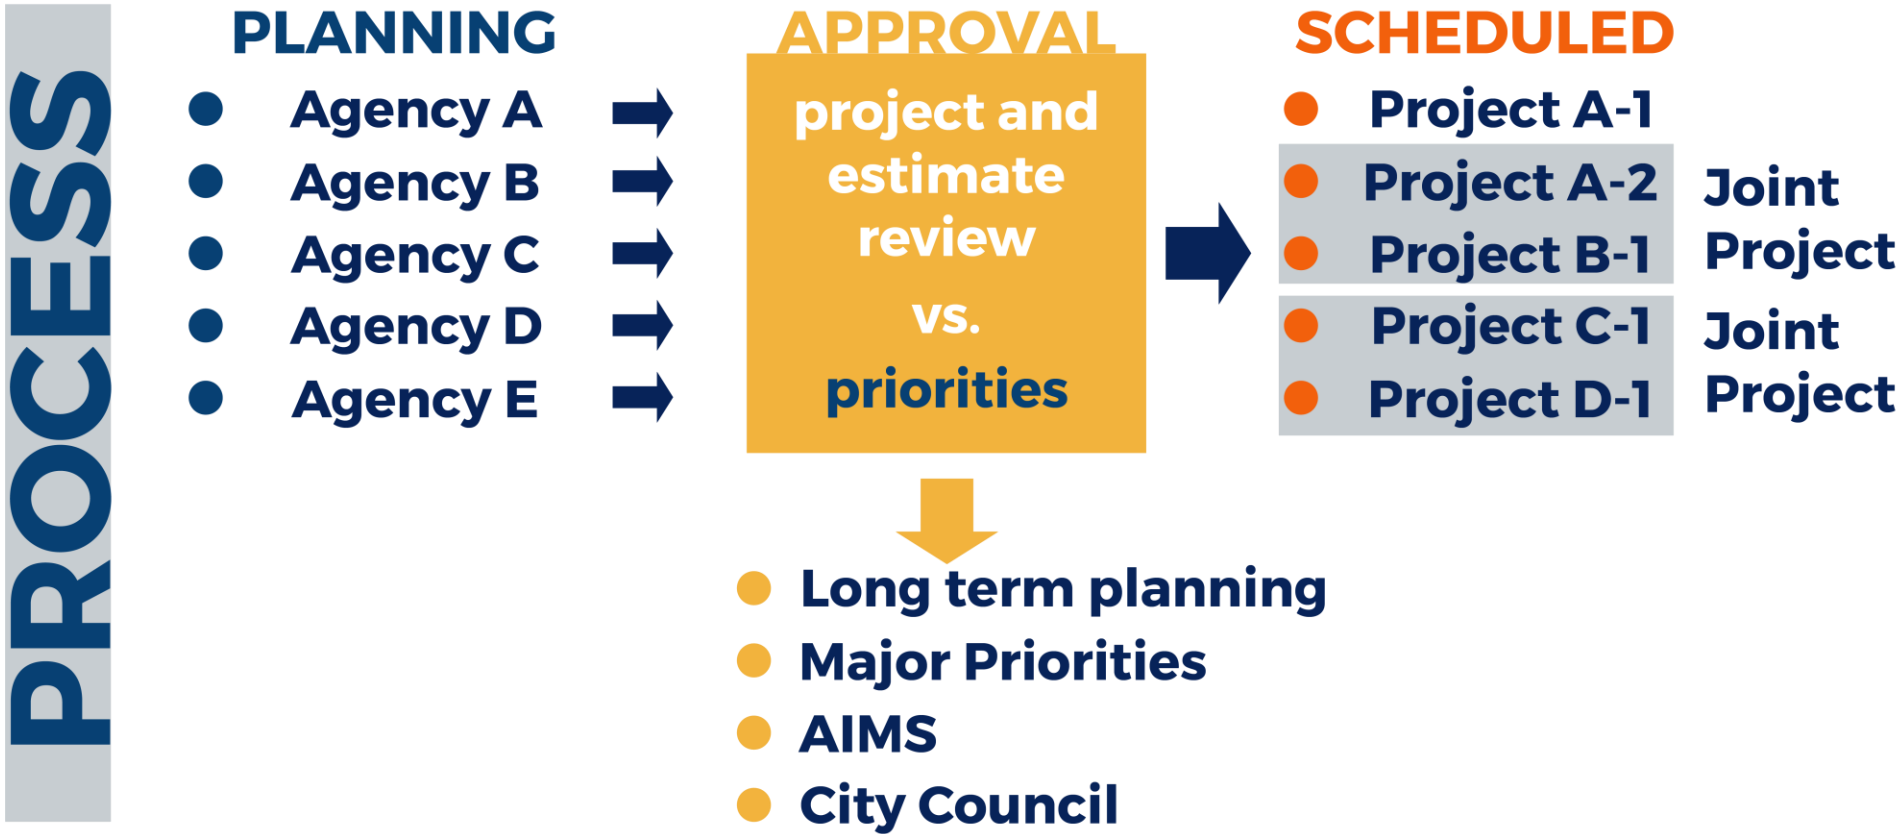 PROCESS
PLANNING
Agency A
Agency B
Agency C
Agency D
Agency E
APPROVAL
project and
estimate
review
vs.
priorities
Long term planning
Major Priorities
AIMS
City Council
SCHEDULED
Project A-1
Project A-2
Project B-1
Joint
Project
Project C-1
Project D-1
Joint
Project